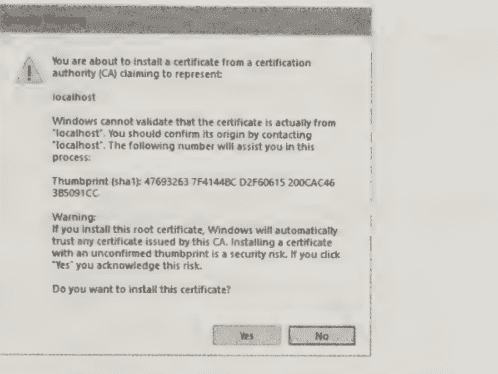 You are about to install a certificate from a certification
authority (CA) claiming to represent:
localhost
Windows cannot validate that the certificate is actually from
"localhost". You should confirm its origin by contacting
"localhost". The following number will assist you in this
process:
Thumbprint (sha1): 47693263 7F4144BC D2F60615 200CAC46
3B5091CC
Warning:
If you install this root certificate, Windows will automatically
trust any certificate issued by this CA. Installing a certificate
with an unconfirmed thumbprint is a security risk. If you click
"Yes" you acknowledge this risk.
Do you want to install this certificate?
Yes No